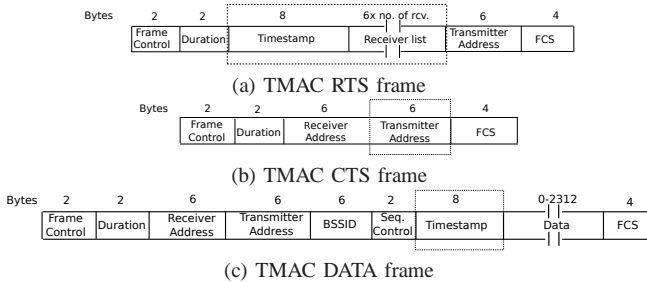 Bytes 2 2 8 6x no. of rcv. 6 4
Frame Control Duration Timestamp Receiver list Transmitter Address FCS
(a) TMAC RTS frame
Bytes 2 2 6 6 4
Frame Control Duration Receiver Address Transmitter Address FCS
(b) TMAC CTS frame
Bytes 2 2 6 6 6 2 8 0-2312 4
Frame Control Duration Receiver Address Transmitter Address BSSID Seq. Control Timestamp Data FCS
(c) TMAC DATA frame